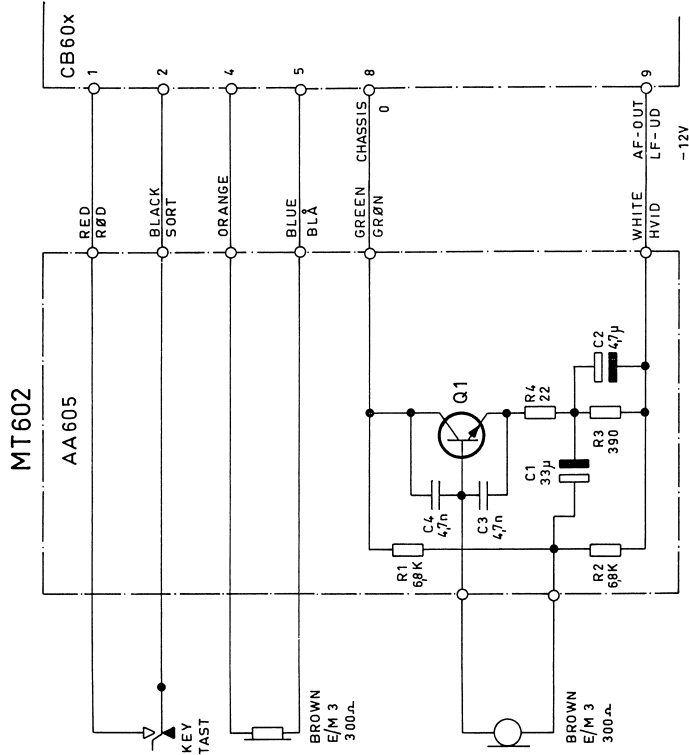 MT602
AA605
CB60x
1
2
4
5
8
9
RED
RØD
BLACK
SORT
ORANGE
BLUE
BLÅ
GREEN
GRØN
CHASSIS
0
WHITE
HVID
AF-OUT
LF-UD
-12V
Q1
R4
22
C2
4,7µ
R3
390
C1
33µ
C4
4,7n
C3
4,7n
R1
6,8K
R2
6,8K
KEY
TAST
BROWN
E/M 3
300Ω
BROWN
E/M 3
300Ω